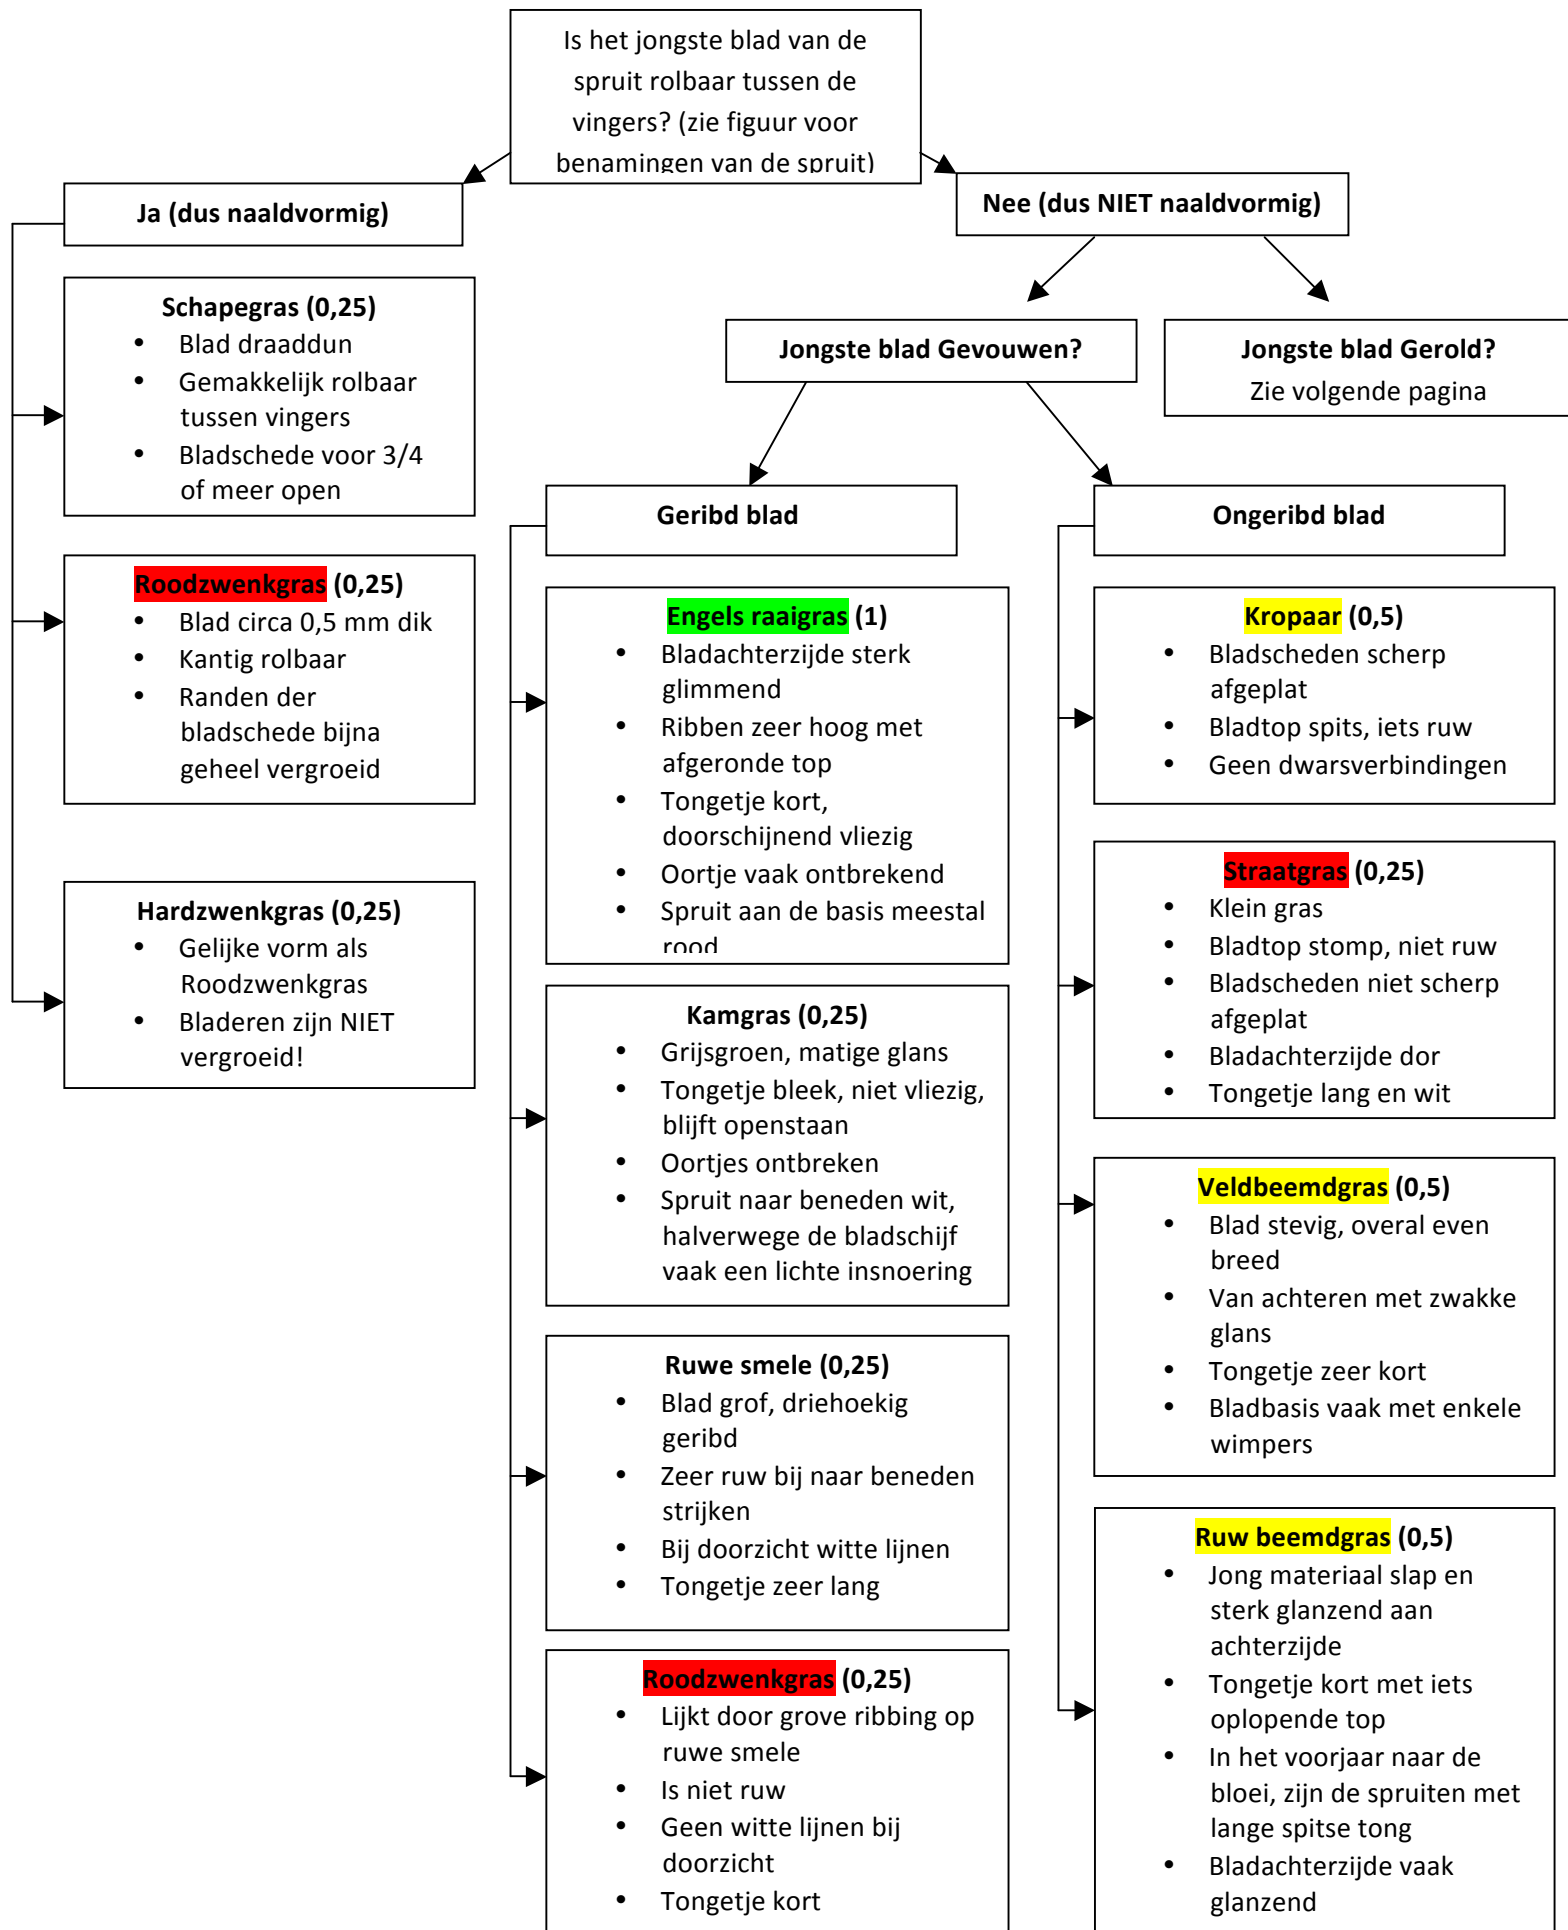 Is het jongste blad van de
spruit rolbaar tussen de
vingers? (zie figuur voor
benamingen van de spruit)
Ja (dus naaldvormig)
Nee (dus NIET naaldvormig)
Schapegras (0,25)
• Blad draaddun
• Gemakkelijk rolbaar
tussen vingers
• Bladschede voor 3/4
of meer open
Roodzwenkgras (0,25)
• Blad circa 0,5 mm dik
• Kantig rolbaar
• Randen der
bladschede bijna
geheel vergroeid
Hardzwenkgras (0,25)
• Gelijke vorm als
Roodzwenkgras
• Bladeren zijn NIET
vergroeid!
Jongste blad Gevouwen?
Jongste blad Gerold?
Zie volgende pagina
Geribd blad
Ongeribd blad
Engels raaigras (1)
• Bladachterzijde sterk
glimmend
• Ribben zeer hoog met
afgeronde top
• Tongetje kort,
doorschijnend vliezig
• Oortje vaak ontbrekend
• Spruit aan de basis meestal
rood
Kamgras (0,25)
• Grijsgroen, matige glans
• Tongetje bleek, niet vliezig,
blijft openstaan
• Oortjes ontbreken
• Spruit naar beneden wit,
halverwege de bladschijf
vaak een lichte insnoering
Ruwe smele (0,25)
• Blad grof, driehoekig
geribd
• Zeer ruw bij naar beneden
strijken
• Bij doorzicht witte lijnen
• Tongetje zeer lang
Roodzwenkgras (0,25)
• Lijkt door grove ribbing op
ruwe smele
• Is niet ruw
• Geen witte lijnen bij
doorzicht
• Tongetje kort
Kropaar (0,5)
• Bladscheden scherp
afgeplat
• Bladtop spits, iets ruw
• Geen dwarsverbindingen
Straatgras (0,25)
• Klein gras
• Bladtop stomp, niet ruw
• Bladscheden niet scherp
afgeplat
• Bladachterzijde dor
• Tongetje lang en wit
Veldbeemdgras (0,5)
• Blad stevig, overal even
breed
• Van achteren met zwakke
glans
• Tongetje zeer kort
• Bladbasis vaak met enkele
wimpers
Ruw beemdgras (0,5)
• Jong materiaal slap en
sterk glanzend aan
achterzijde
• Tongetje kort met iets
oplopende top
• In het voorjaar naar de
bloei, zijn de spruiten met
lange spitse tong
• Bladachterzijde vaak
glanzend